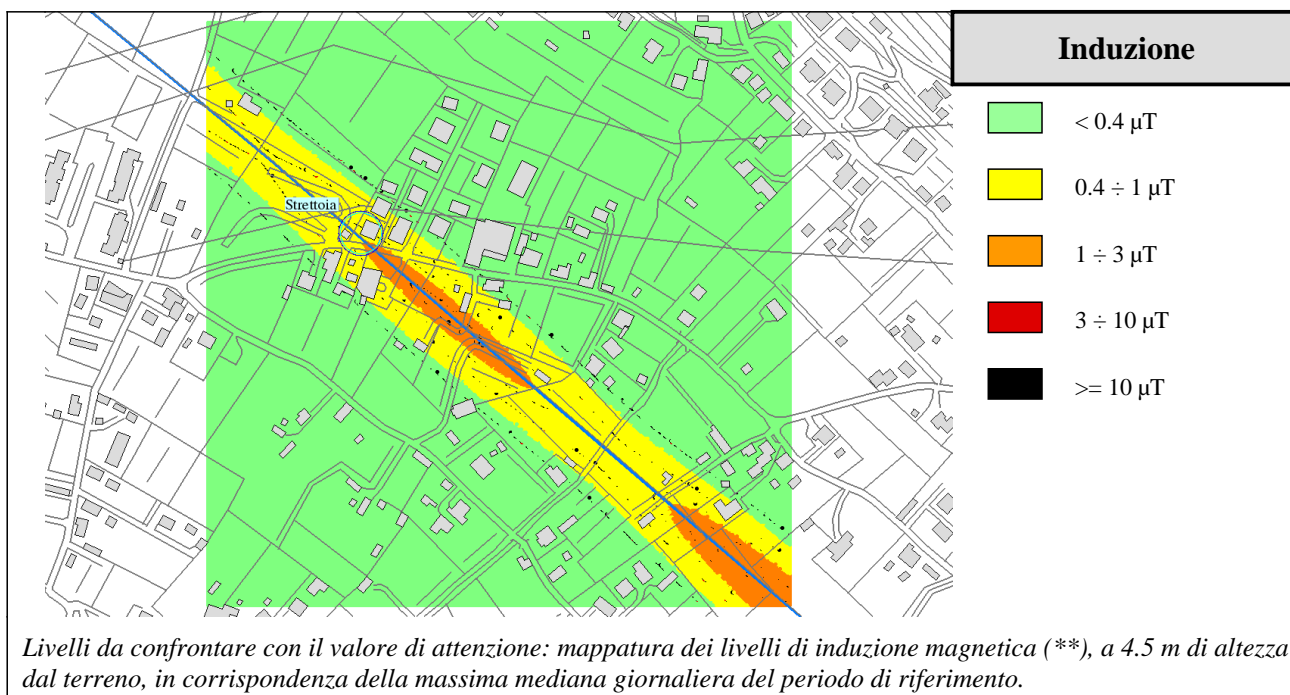 Induzione
< 0.4 µT
0.4 ÷ 1 µT
1 ÷ 3 µT
3 ÷ 10 µT
>= 10 µT
Strettoia
Livelli da confrontare con il valore di attenzione: mappatura dei livelli di induzione magnetica (**), a 4.5 m di altezza
dal terreno, in corrispondenza della massima mediana giornaliera del periodo di riferimento.